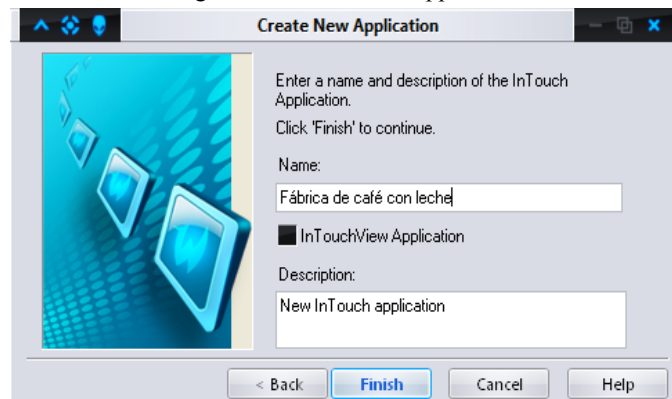 Create New Application
Enter a name and description of the InTouch
Application.
Click 'Finish' to continue.
Name:
Fábrica de café con leche
InTouchView Application
Description:
New InTouch application
< Back
Finish
Cancel
Help